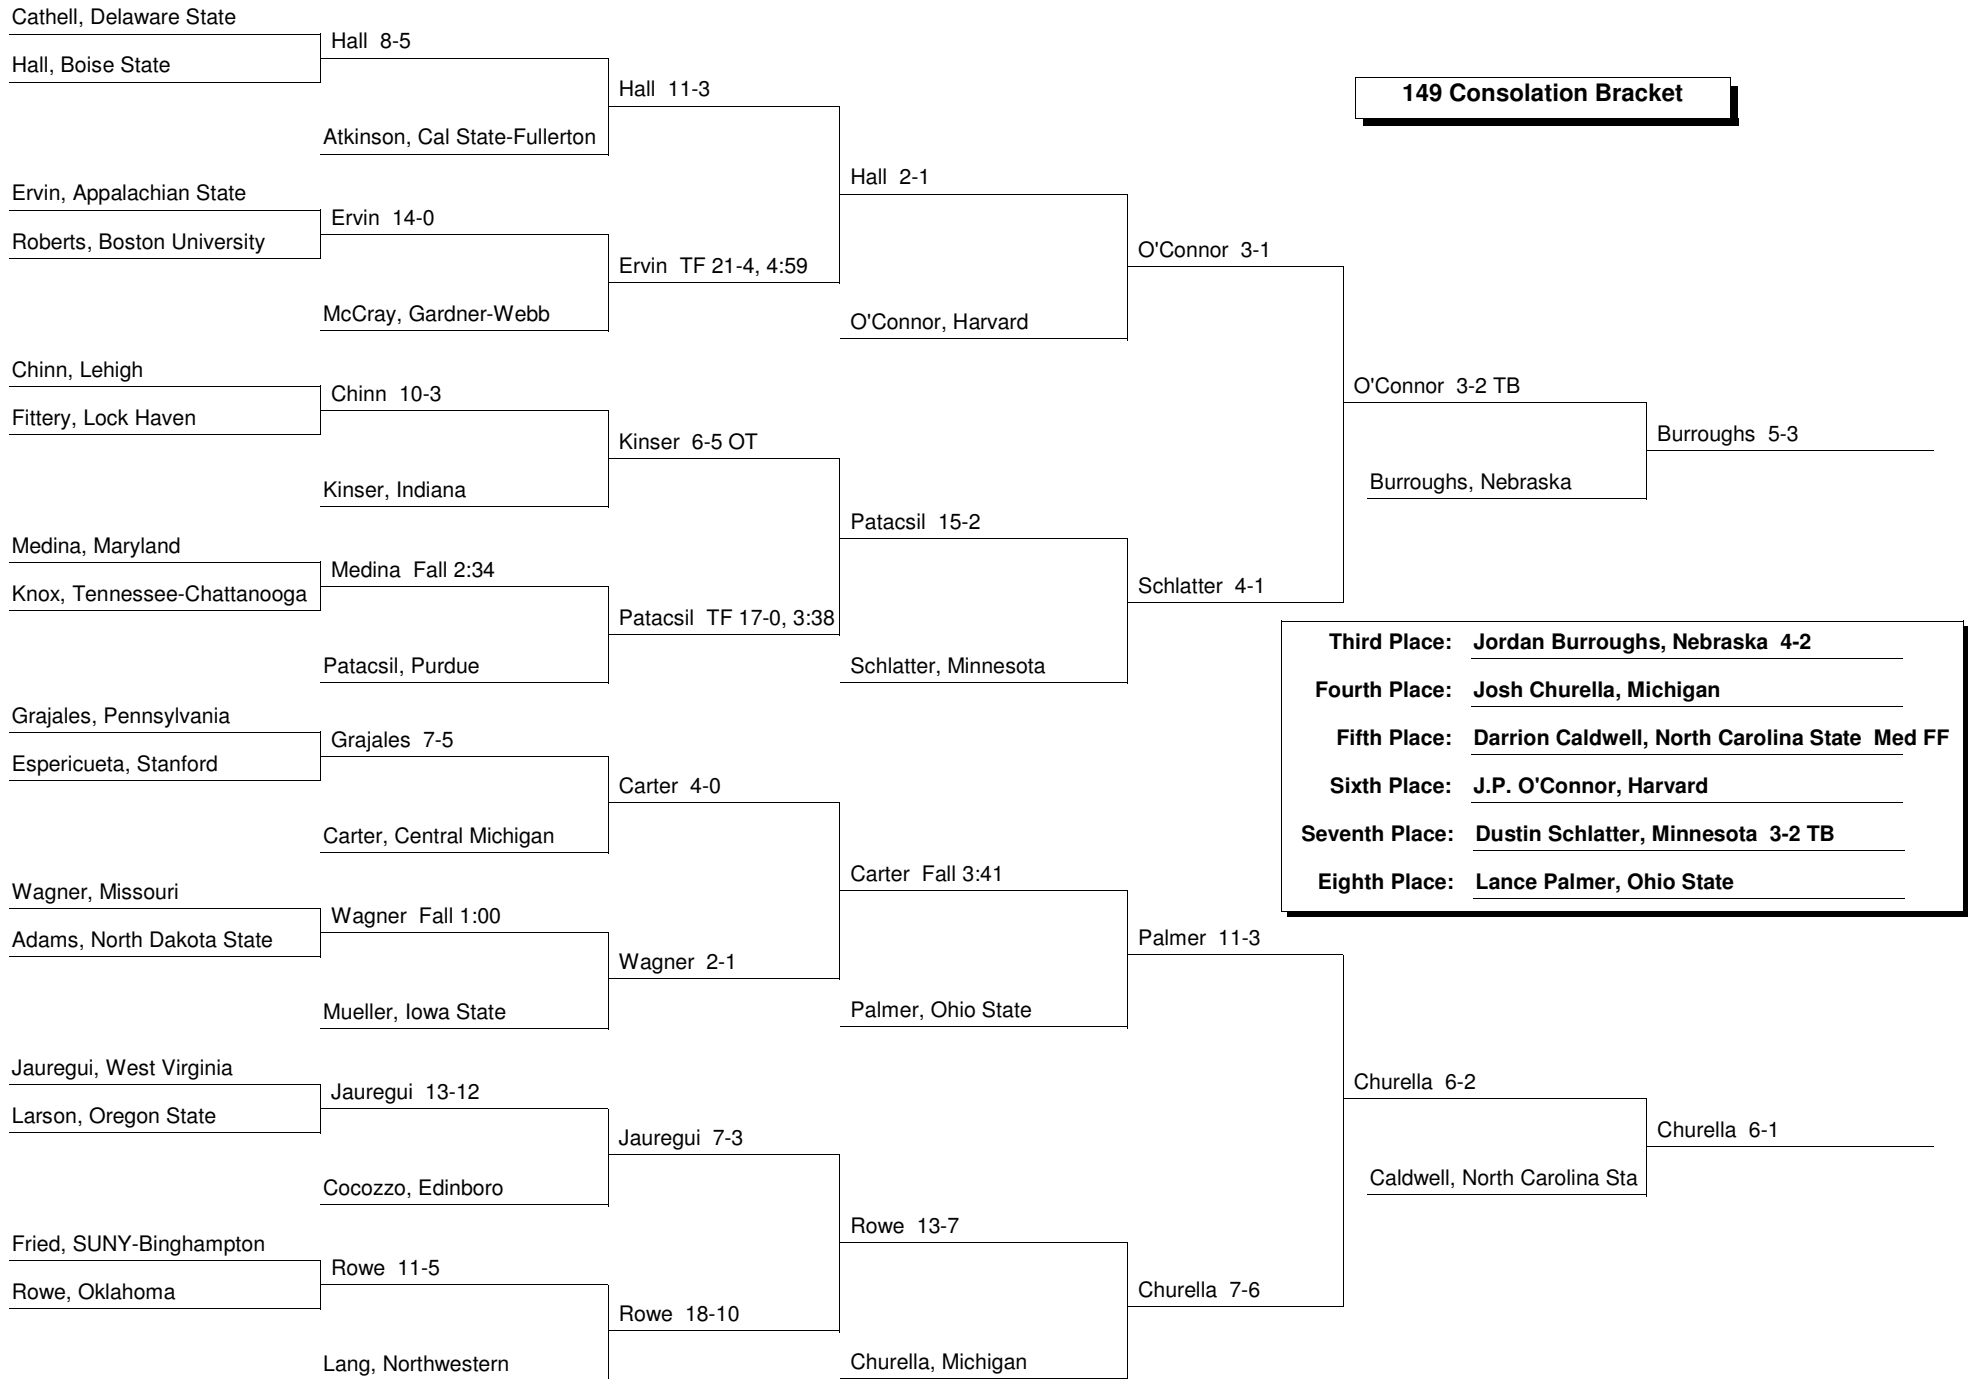 149 Consolation Bracket
Cathell, Delaware State
Hall, Boise State
Hall 8-5
Atkinson, Cal State-Fullerton
Hall 11-3
Ervin, Appalachian State
Roberts, Boston University
Ervin 14-0
McCray, Gardner-Webb
Ervin TF 21-4, 4:59
Hall 2-1
O'Connor, Harvard
O'Connor 3-1
Chinn, Lehigh
Fittery, Lock Haven
Chinn 10-3
Kinser, Indiana
Kinser 6-5 OT
Medina, Maryland
Knox, Tennessee-Chattanooga
Medina Fall 2:34
Patacsil, Purdue
Patacsil TF 17-0, 3:38
Patacsil 15-2
Schlatter, Minnesota
Schlatter 4-1
O'Connor 3-2 TB
Burroughs, Nebraska
Burroughs 5-3
Grajales, Pennsylvania
Espericueta, Stanford
Grajales 7-5
Carter, Central Michigan
Carter 4-0
Wagner, Missouri
Adams, North Dakota State
Wagner Fall 1:00
Mueller, Iowa State
Wagner 2-1
Carter Fall 3:41
Palmer, Ohio State
Palmer 11-3
Jauregui, West Virginia
Larson, Oregon State
Jauregui 13-12
Cocozzo, Edinboro
Jauregui 7-3
Fried, SUNY-Binghampton
Rowe, Oklahoma
Rowe 11-5
Lang, Northwestern
Rowe 18-10
Rowe 13-7
Churella, Michigan
Churella 7-6
Churella 6-2
Caldwell, North Carolina Sta
Churella 6-1
Third Place: Jordan Burroughs, Nebraska 4-2
Fourth Place: Josh Churella, Michigan
Fifth Place: Darrion Caldwell, North Carolina State Med FF
Sixth Place: J.P. O'Connor, Harvard
Seventh Place: Dustin Schlatter, Minnesota 3-2 TB
Eighth Place: Lance Palmer, Ohio State